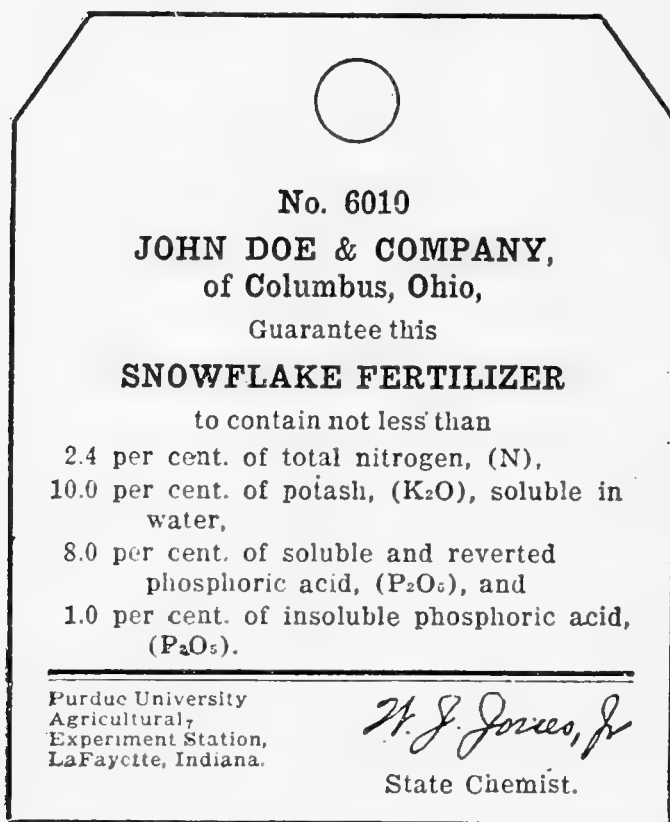 No. 6010
JOHN DOE & COMPANY,
of Columbus, Ohio,
Guarantee this
SNOWFLAKE FERTILIZER
to contain not less than
2.4 per cent. of total nitrogen, (N),
10.0 per cent. of potash, (K₂O), soluble in
water,
8.0 per cent. of soluble and reverted
phosphoric acid, (P₂O₅), and
1.0 per cent. of insoluble phosphoric acid,
(P₂O₅).
Purdue University
Agricultural,
Experiment Station,
LaFayette, Indiana.
W. J. Jones, Jr
State Chemist.